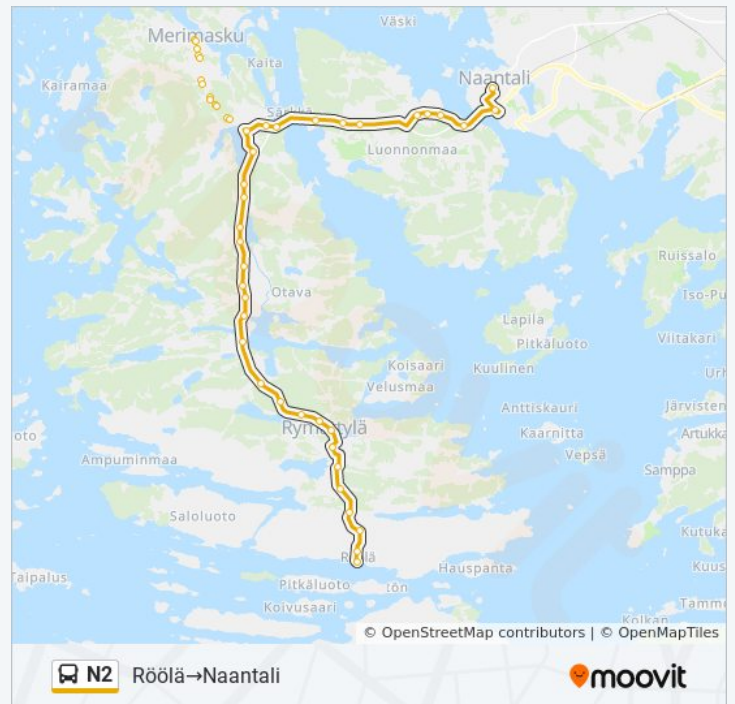 Väski
Merimasku
Kaita
Naantali
Kairamaa
Särkkä
Luonnonmaa
Ruissalo
Otava
Iso-Pu
Lapila
Pitkäluoto
Viitakari
Koisaari
Kuulinen
Urh
Velusmaa
Anttiskauri
Järvisten
oto
Rymättylä
Kaarnitta
Artukka
Ampuminmaa
Vepsä
Samppa
Saloluoto
Kutuka
Röölä
Hauspanta
Kuus
Taipalus
Pitkäluoto
tön
Koivusaari
Tamme
Kolkan
© OpenStreetMap contributors | © OpenMapTiles
N2 Röölä→Naantali
moovit